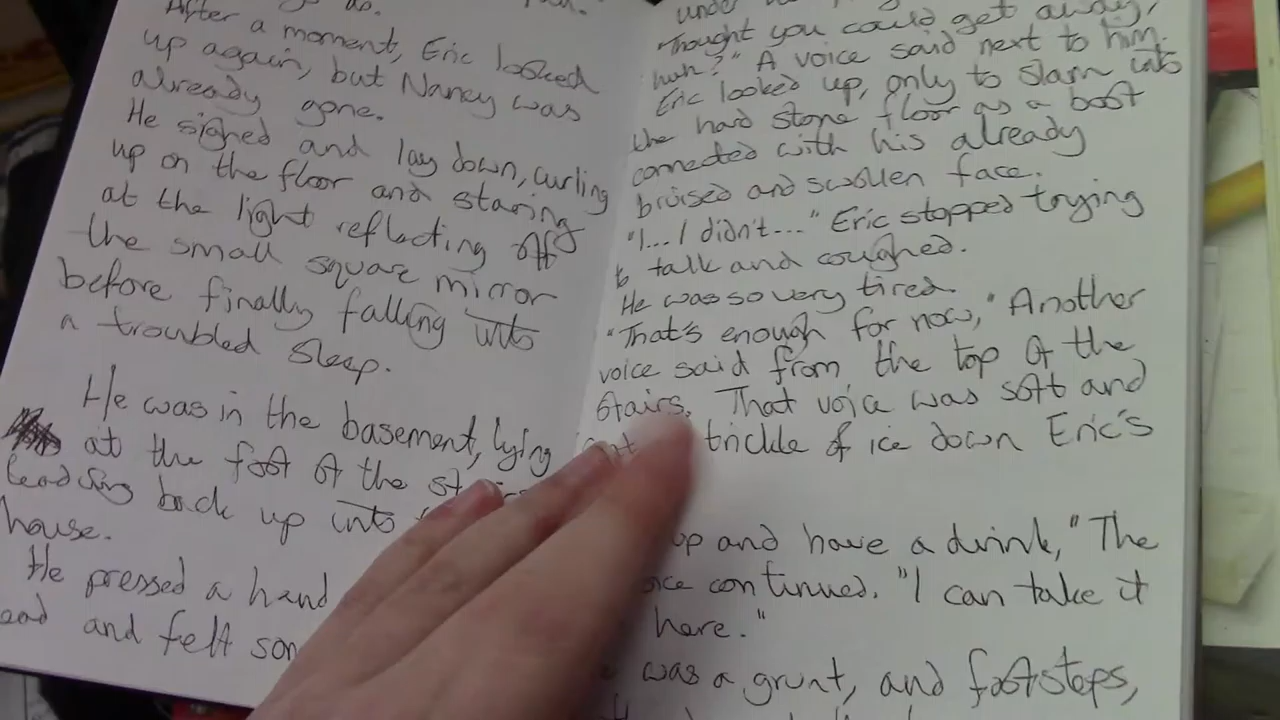 do.
After a moment, Eric looked
up again, but Nancy was
already gone.
He sighed and lay down, curling
up on the floor and staring
at the light reflecting off
the small square mirror
before finally falling into
a troubled sleep.
He was in the basement, lying
at the foot of the
leading back up into
house.
He pressed a hand
and felt
under
"Thought you could get away,
huh?" A voice said next to him.
Eric looked up, only to slam into
the hard stone floor as a boot
connected with his already
bruised and swollen face.
"I... I didn't..." Eric stopped trying
to talk and coughed.
He was so very tired.
"That's enough for now," Another
voice said from the top of the
stairs. That voice was soft and
trickle of ice down Eric's
up and have a drink," The
continued. "I can take it
here."
was a grunt, and footsteps,